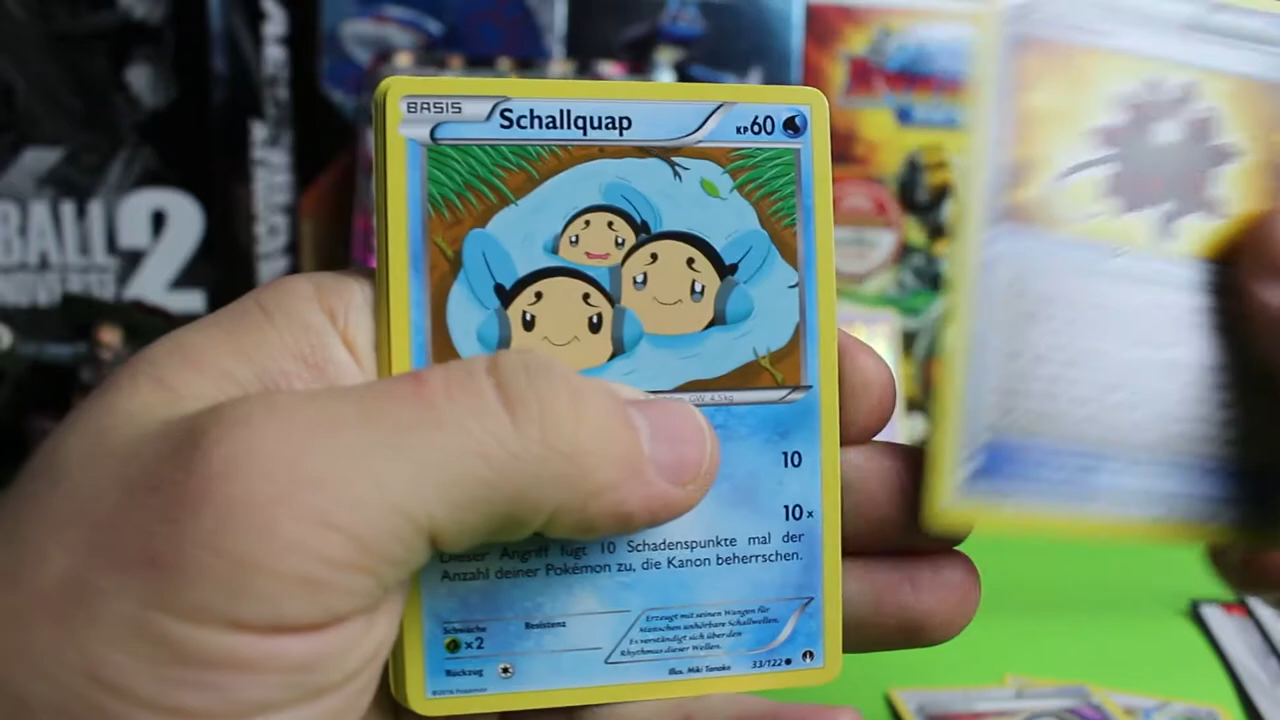 BALL
2
BASIS
Schallquap
KP60
GW: 4,5kg
10
10x
Dieser Angriff fügt 10 Schadenspunkte mal der
Anzahl deiner Pokémon zu, die Kanon beherrschen.
Schwäche
Resistenz
x2
Erzeugt mit seinen Wangen für
Menschen unhörbare Schallwellen.
Es verständigt sich über den
Rhythmus dieser Wellen.
Rückzug
Illus. Miki Tanaka
33/122
©2016 Pokémon